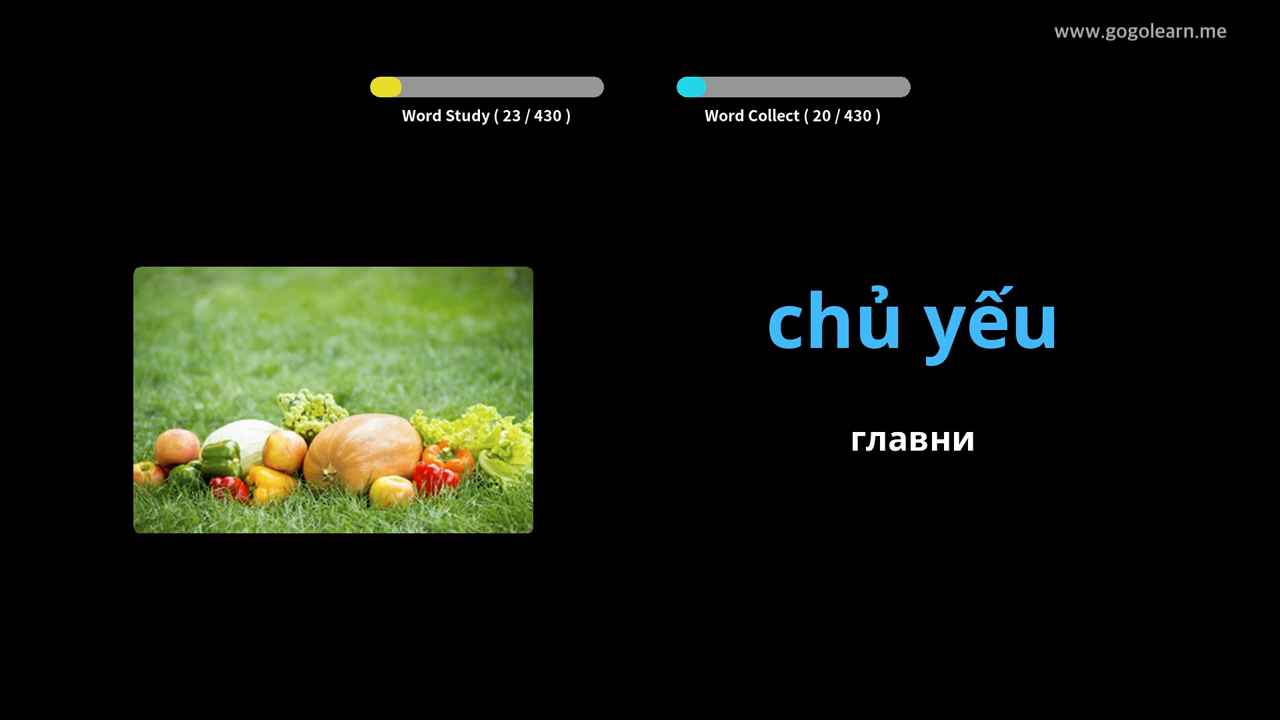 www.gogolearn.me
Word Study ( 23 / 430 )
Word Collect ( 20 / 430 )
chủ yếu
главни